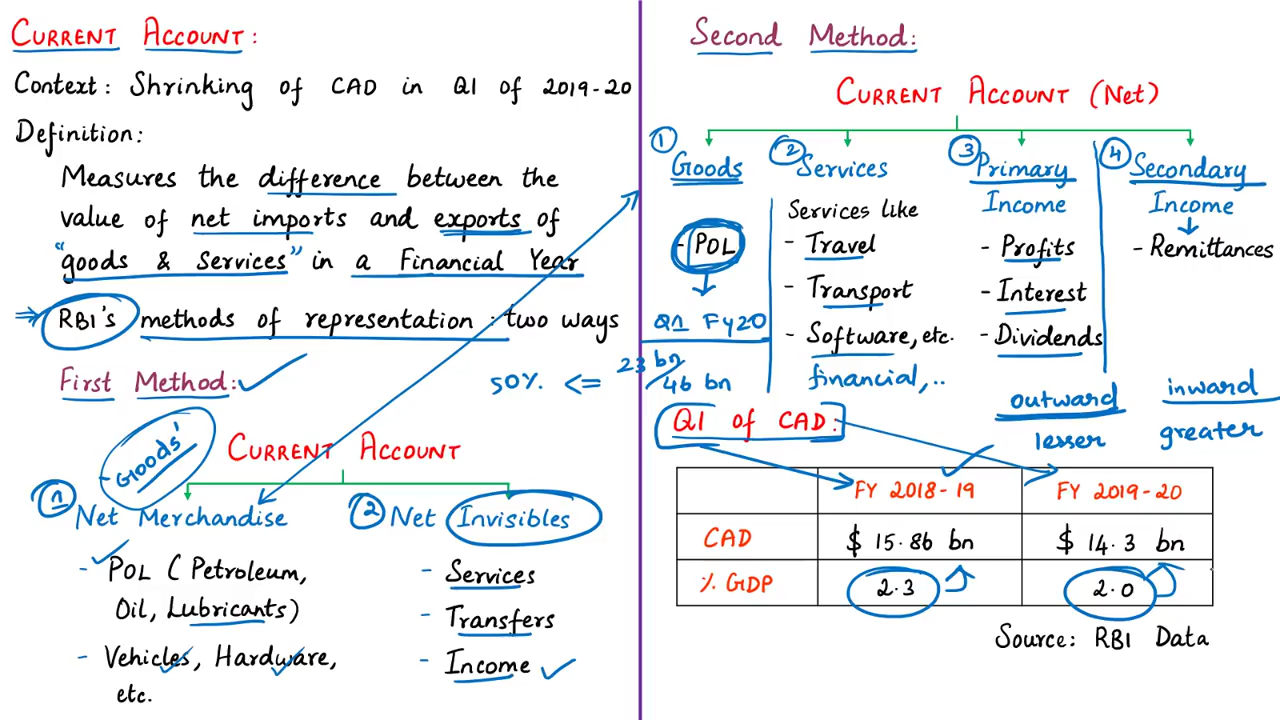 CURRENT ACCOUNT:
Context: Shrinking of CAD in Q1 of 2019-20
Definition:
Measures the difference between the
value of net imports and exports of
"goods & Services" in a Financial Year
⇒ RBI's methods of representation: two ways
First Method:
50% <=
- Goods'
CURRENT ACCOUNT
1 Net Merchandise
- POL (Petroleum,
Oil, Lubricants)
- Vehicles, Hardware,
etc.
2 Net Invisibles
- Services
- Transfers
- Income
Second Method:
CURRENT ACCOUNT (Net)
1 Goods
- POL
Q1 FY20
23 bn/46 bn
2 Services
Services like
- Travel
- Transport
- Software, etc.
financial,..
3 Primary
Income
- Profits
- Interest
- Dividends
4 Secondary
Income
- Remittances
outward
lesser
inward
greater
Q1 of CAD:
FY 2018-19 FY 2019-20
CAD $ 15.86 bn $ 14.3 bn
% GDP 2.3 2.0
Source: RBI Data